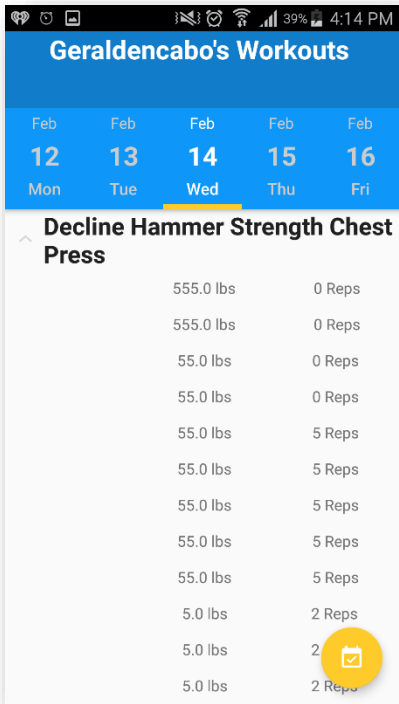 39% 4:14 PM
Geraldencabo's Workouts
Feb Feb Feb Feb Feb
12 13 14 15 16
Mon Tue Wed Thu Fri
Decline Hammer Strength Chest
Press
555.0 lbs 0 Reps
555.0 lbs 0 Reps
55.0 lbs 0 Reps
55.0 lbs 0 Reps
55.0 lbs 5 Reps
55.0 lbs 5 Reps
55.0 lbs 5 Reps
55.0 lbs 5 Reps
55.0 lbs 5 Reps
5.0 lbs 2 Reps
5.0 lbs 2
5.0 lbs 2 Reps